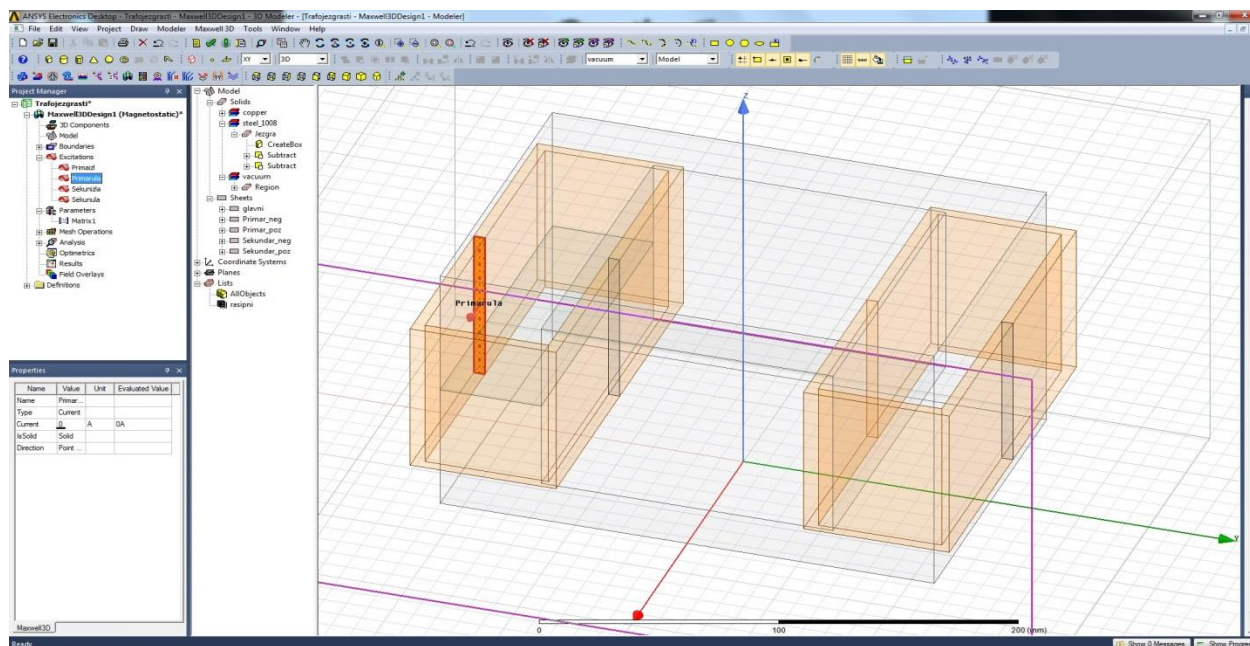 ANSYS Electronics Desktop - Trafojezgrasti - Maxwell3DDesign1 - 3D Modeler - [Trafojezgrasti - Maxwell3DDesign1 - Modeler]
File Edit View Project Draw Modeler Maxwell 3D Tools Window Help
XY 3D vacuum Model
Project Manager
Trafojezgrasti*
Maxwell3DDesign1 (Magnetostatic)*
3D Components
Model
Boundaries
Excitations
Primaizl
Primarula
Sekunizla
Sekunula
Parameters
Matrix1
Mesh Operations
Analysis
Optimetrics
Results
Field Overlays
Definitions
Properties
Name Value Unit Evaluated Value
Name Primar...
Type Current
Current 0 A 0A
IsSolid Solid
Direction Point ...
Maxwell3D
Model
Solids
copper
steel_1008
Jezgra
CreateBox
Subtract
Subtract
vacuum
Region
Sheets
glavni
Primar_neg
Primar_poz
Sekundar_neg
Sekundar_poz
Coordinate Systems
Planes
Lists
AllObjects
rasipni
Z
Primarula
Y
0 100 200 (mm)
Ready
Show 0 Messages Show Progre